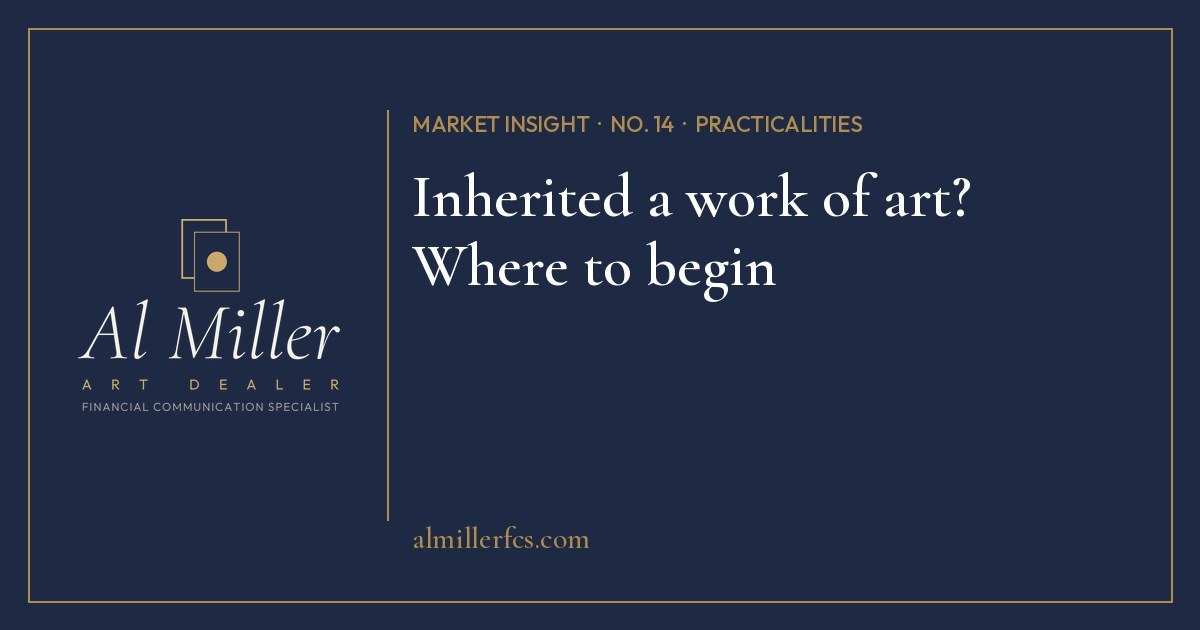 Al Miller
ART DEALER
FINANCIAL COMMUNICATION SPECIALIST
MARKET INSIGHT · NO. 14 · PRACTICALITIES
Inherited a work of art?
Where to begin
almillerfcs.com